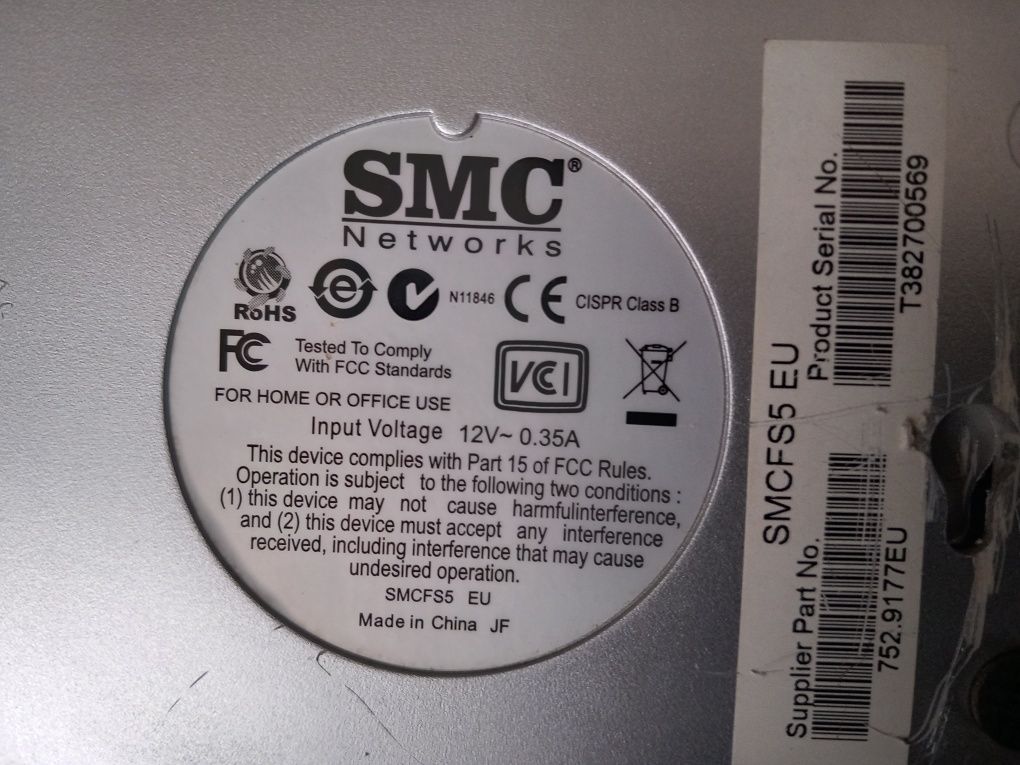 SMC®
Networks
RoHS
e
N11846
CE
CISPR Class B
FC
Tested To Comply
With FCC Standards
VCCI
FOR HOME OR OFFICE USE
Input Voltage 12V~ 0.35A
This device complies with Part 15 of FCC Rules.
Operation is subject to the following two conditions :
(1) this device may not cause harmfulinterference,
and (2) this device must accept any interference
received, including interference that may cause
undesired operation.
SMCFS5 EU
Made in China JF
SMCFS5 EU
Product Serial No.
T382700569
Supplier Part No.
752.9177EU